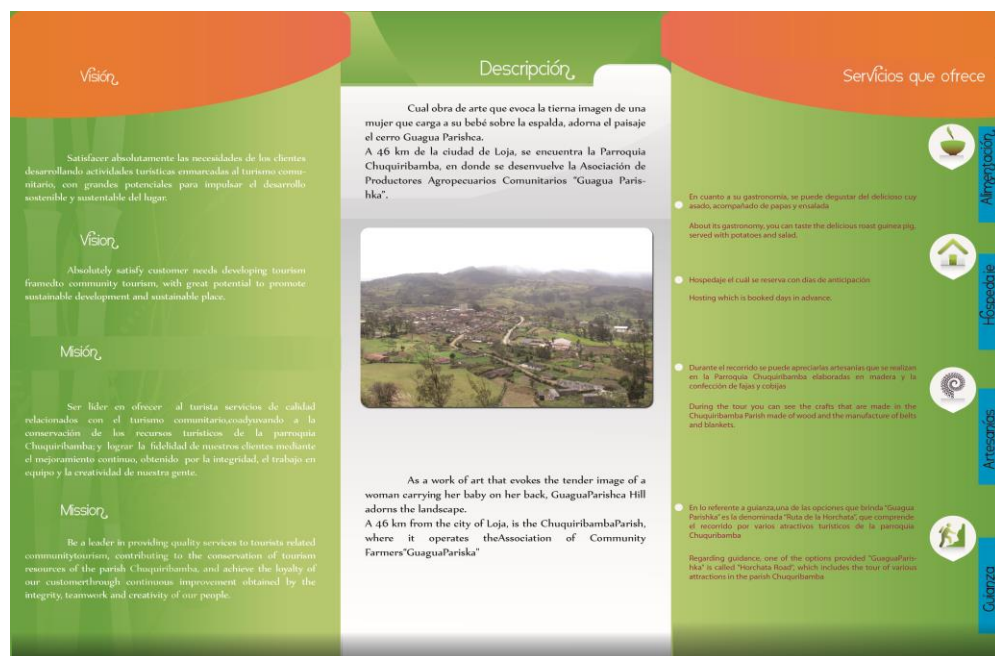 Visión
Satisfacer absolutamente las necesidades de los clientes
desarrollando actividades turísticas enmarcadas al turismo comu-
nitario, con grandes potenciales para impulsar el desarrollo
sostenible y sustentable del lugar.
Vision
Absolutely satisfy customer needs developing tourism
framedto community tourism, with great potential to promote
sustainable development and sustainable place.
Misión
Ser líder en ofrecer al turista servicios de calidad
relacionados con el turismo comunitario,coadyuvando a la
conservación de los recursos turísticos de la parroquia
Chuquiribamba; y lograr la fidelidad de nuestros clientes mediante
el mejoramiento continuo, obtenido por la integridad, el trabajo en
equipo y la creatividad de nuestra gente.
Mission
Be a leader in providing quality services to tourists related
communitytourism, contributing to the conservation of tourism
resources of the parish Chuquiribamba, and achieve the loyalty of
our customerthrough continuous improvement obtained by the
integrity, teamwork and creativity of our people.
Descripción
Cual obra de arte que evoca la tierna imagen de una
mujer que carga a su bebé sobre la espalda, adorna el paisaje
el cerro Guagua Parishca.
A 46 km de la ciudad de Loja, se encuentra la Parroquia
Chuquiribamba, en donde se desenvuelve la Asociación de
Productores Agropecuarios Comunitarios "Guagua Paris-
hka".
As a work of art that evokes the tender image of a
woman carrying her baby on her back, GuaguaParishca Hill
adorns the landscape.
A 46 km from the city of Loja, is the ChuquiribambaParish,
where it operates theAssociation of Community
Farmers"GuaguaPariska"
Servicios que ofrece
Alimentación
En cuanto a su gastronomía, se puede degustar del delicioso cuy
asado, acompañado de papas y ensalada
About its gastronomy, you can taste the delicious roast guinea pig,
served with potatoes and salad.
Hospedaje
Hospedaje el cuál se reserva con días de anticipación
Hosting which is booked days in advance.
Artesanías
Durante el recorrido se puede apreciarlas artesanías que se realizan
en la Parroquia Chuquiribamba elaboradas en madera y la
confección de fajas y cobijas
During the tour you can see the crafts that are made in the
Chuquiribamba Parish made of wood and the manufacture of belts
and blankets.
Guianza
En lo referente a guianza,una de las opciones que brinda "Guagua
Parishka" es la denominada "Ruta de la Horchata", que comprende
el recorrido por varios atractivos turísticos de la parroquia
Chuquribamba
Regarding guidance, one of the options provided "GuaguaParis-
hka" is called "Horchata Road", which includes the tour of various
attractions in the parish Chuquribamba